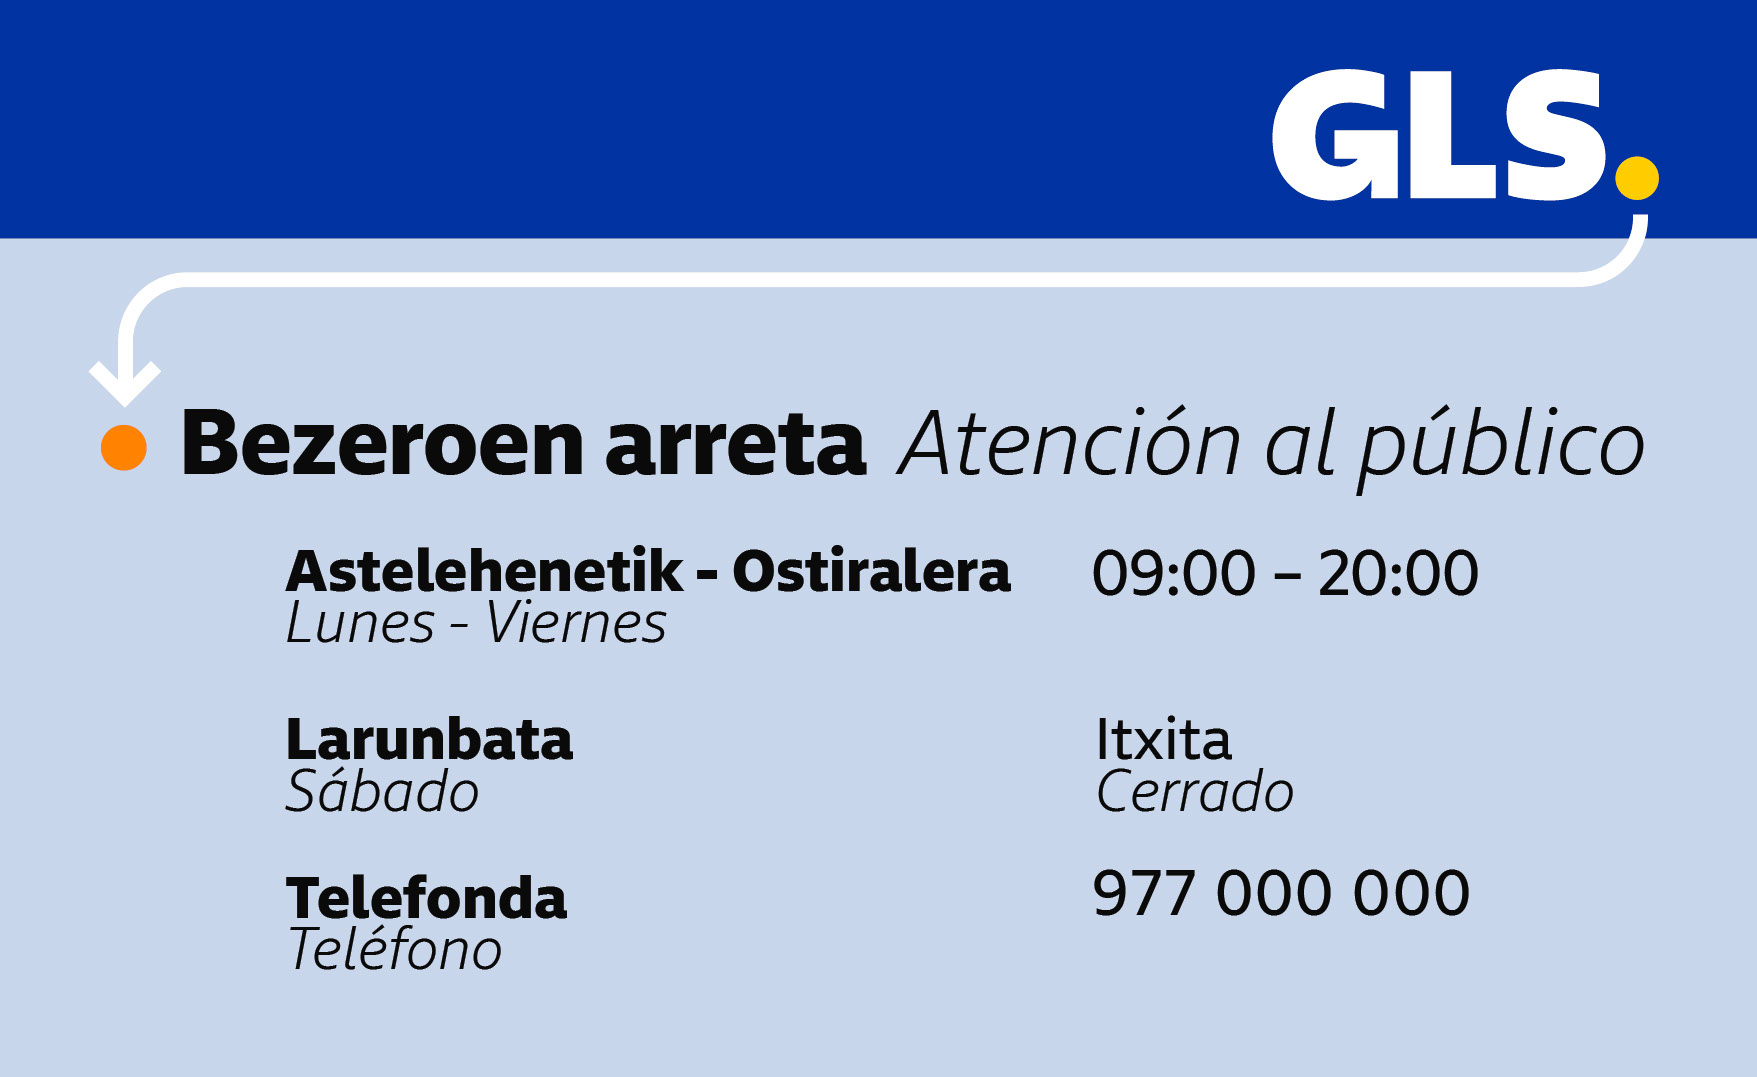 GLS.
Bezeroen arreta Atención al público
Astelehenetik - Ostiralera 09:00 – 20:00
Lunes - Viernes
Larunbata Itxita
Sábado Cerrado
Telefonda 977 000 000
Teléfono